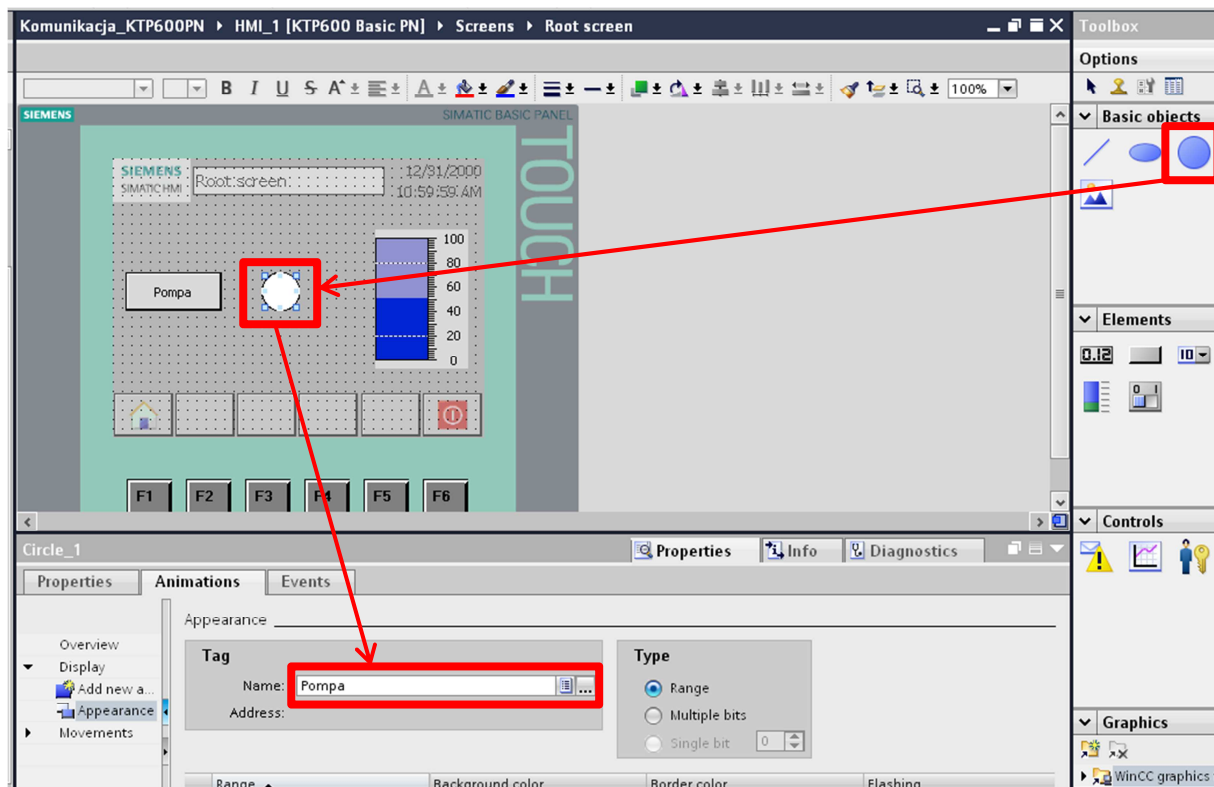 Komunikacja_KTP600PN ▸ HMI_1 [KTP600 Basic PN] ▸ Screens ▸ Root screen
Toolbox
Options
B I U S A 100%
Basic objects
SIEMENS SIMATIC BASIC PANEL
TOUCH
SIEMENS
SIMATIC HMI
Root screen
12/31/2000
10:59:59 AM
100
80
60
40
20
0
Pompa
Elements
0.12
10
0 1
F1 F2 F3 F4 F5 F6
Controls
Circle_1
Properties Info Diagnostics
Properties Animations Events
Appearance
Overview
Display
Add new a...
Appearance
Movements
Tag
Name: Pompa ...
Address:
Type
Range
Multiple bits
Single bit 0
Graphics
WinCC graphics
Range Background color Border color Flashing